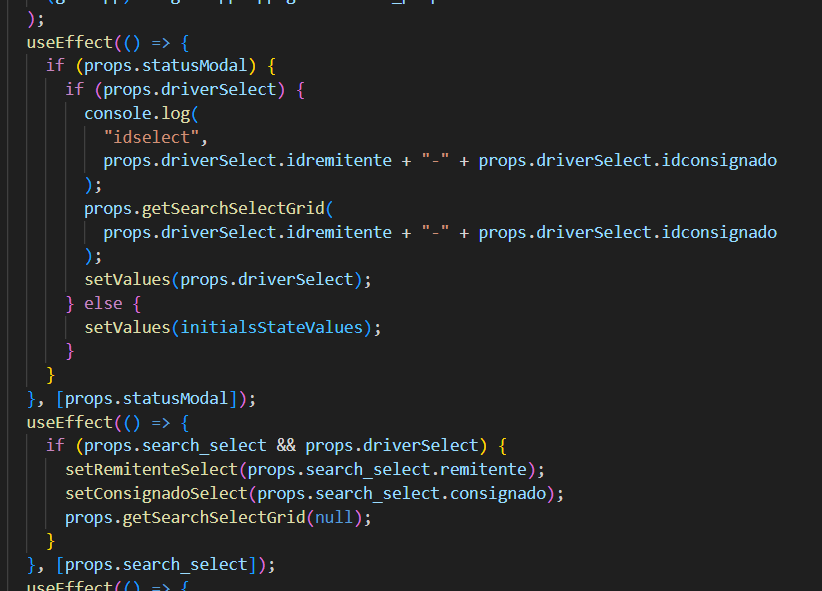 );
useEffect(() => {
if (props.statusModal) {
if (props.driverSelect) {
console.log(
"idselect",
props.driverSelect.idremitente + "-" + props.driverSelect.idconsignado
);
props.getSearchSelectGrid(
props.driverSelect.idremitente + "-" + props.driverSelect.idconsignado
);
setValues(props.driverSelect);
} else {
setValues(initialsStateValues);
}
}
}, [props.statusModal]);
useEffect(() => {
if (props.search_select && props.driverSelect) {
setRemitenteSelect(props.search_select.remitente);
setConsignadoSelect(props.search_select.consignado);
props.getSearchSelectGrid(null);
}
}, [props.search_select]);
useEffect(() => {